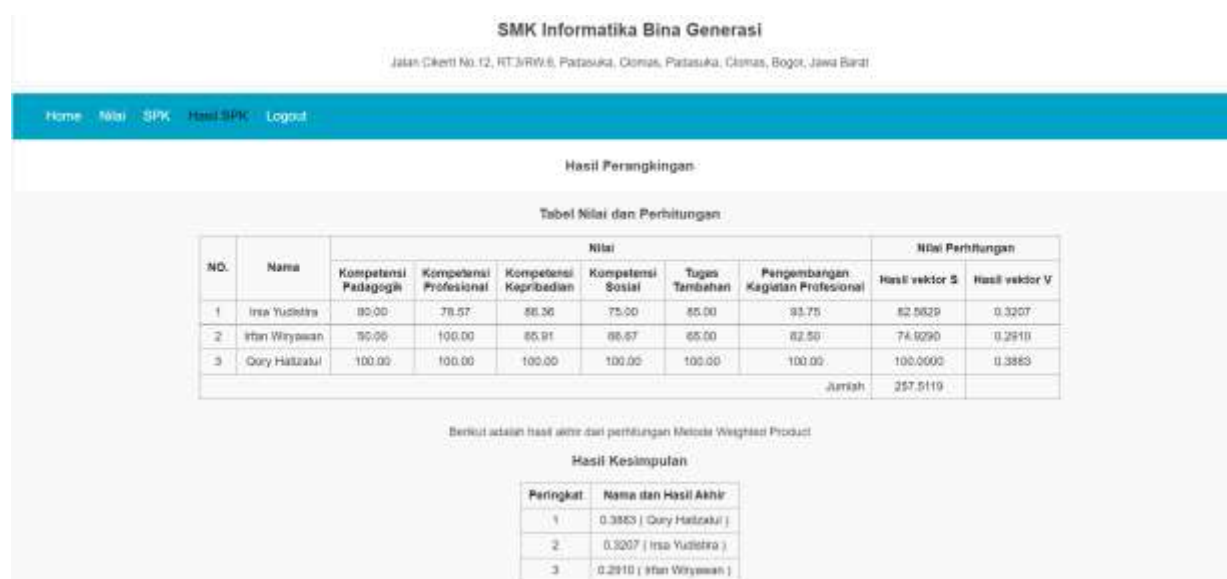 SMK Informatika Bina Generasi
Jalan Cikerti No.12, RT.3/RW.6, Padasuka, Ciomas, Padasuka, Ciomas, Bogor, Jawa Barat
Home Nilai SPK Hasil SPK Logout
Hasil Perangkingan
Tabel Nilai dan Perhitungan
NO. Nama Nilai Nilai Perhitungan
Kompetensi Pedagogik Kompetensi Profesional Kompetensi Kepribadian Kompetensi Sosial Tugas Tambahan Pengembangan Kegiatan Profesional Hasil vektor S Hasil vektor V
1 Irsa Yudistira 80.00 78.57 86.36 75.00 85.00 93.75 82.5829 0.3207
2 Irfan Wiryawan 50.00 100.00 65.91 66.67 65.00 82.50 74.9290 0.2910
3 Qory Hatizatul 100.00 100.00 100.00 100.00 100.00 100.00 100.0000 0.3883
Jumlah 257.5119
Berikut adalah hasil akhir dari perhitungan Metode Weighted Product
Hasil Kesimpulan
Peringkat Nama dan Hasil Akhir
1 0.3883 ( Qory Hatizatul )
2 0.3207 ( Irsa Yudistira )
3 0.2910 ( Irfan Wiryawan )